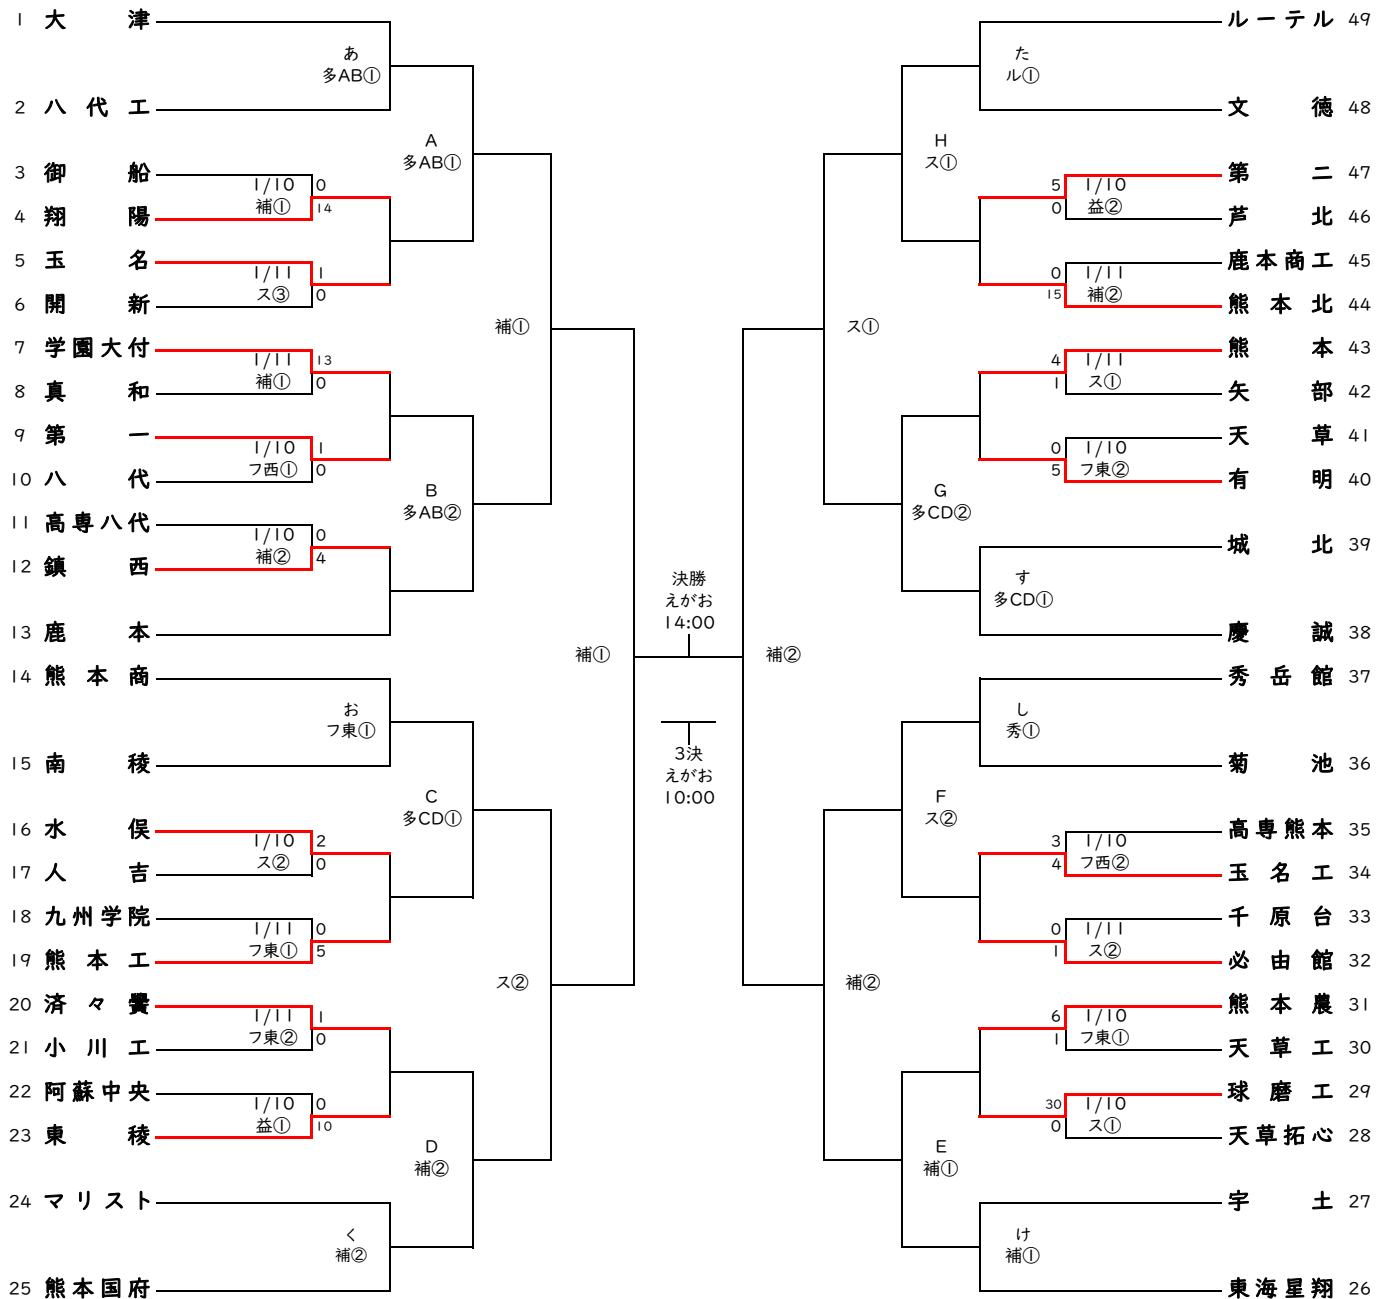 1 大津
あ
多AB①
2 八代工
A
多AB①
3 御船
1/10 0
補① 14
4 翔陽
5 玉名
1/11 1
ス③ 0
6 開新
補①
7 学園大付
1/11 13
補① 0
8 真和
9 第一
1/10 1
フ西① 0
10 八代
B
多AB②
11 高専八代
1/10 0
補② 4
12 鎮西
13 鹿本
補①
14 熊本商
お
フ東①
15 南稜
C
多CD①
16 水俣
1/10 2
ス② 0
17 人吉
18 九州学院
1/11 0
フ東① 5
19 熊本工
ス②
20 済々黌
1/11 1
フ東② 0
21 小川工
22 阿蘇中央
1/10 0
益① 10
23 東稜
D
補②
24 マリスト
く
補②
25 熊本国府
決勝
えがお
14:00
3決
えがお
10:00
ルーテル 49
た
ル①
文徳 48
H
ス①
第二 47
5 1/10
0 益②
芦北 46
鹿本商工 45
0 1/11
15 補②
熊本北 44
ス①
熊本 43
4 1/11
1 ス①
矢部 42
天草 41
0 1/10
5 フ東②
有明 40
G
多CD②
城北 39
す
多CD①
慶誠 38
補②
秀岳館 37
し
秀①
菊池 36
F
ス②
高専熊本 35
3 1/10
4 フ西②
玉名工 34
千原台 33
0 1/11
1 ス②
必由館 32
補②
熊本農 31
6 1/10
1 フ東①
天草工 30
球磨工 29
30 1/10
0 ス①
天草拓心 28
E
補①
宇土 27
け
補①
東海星翔 26